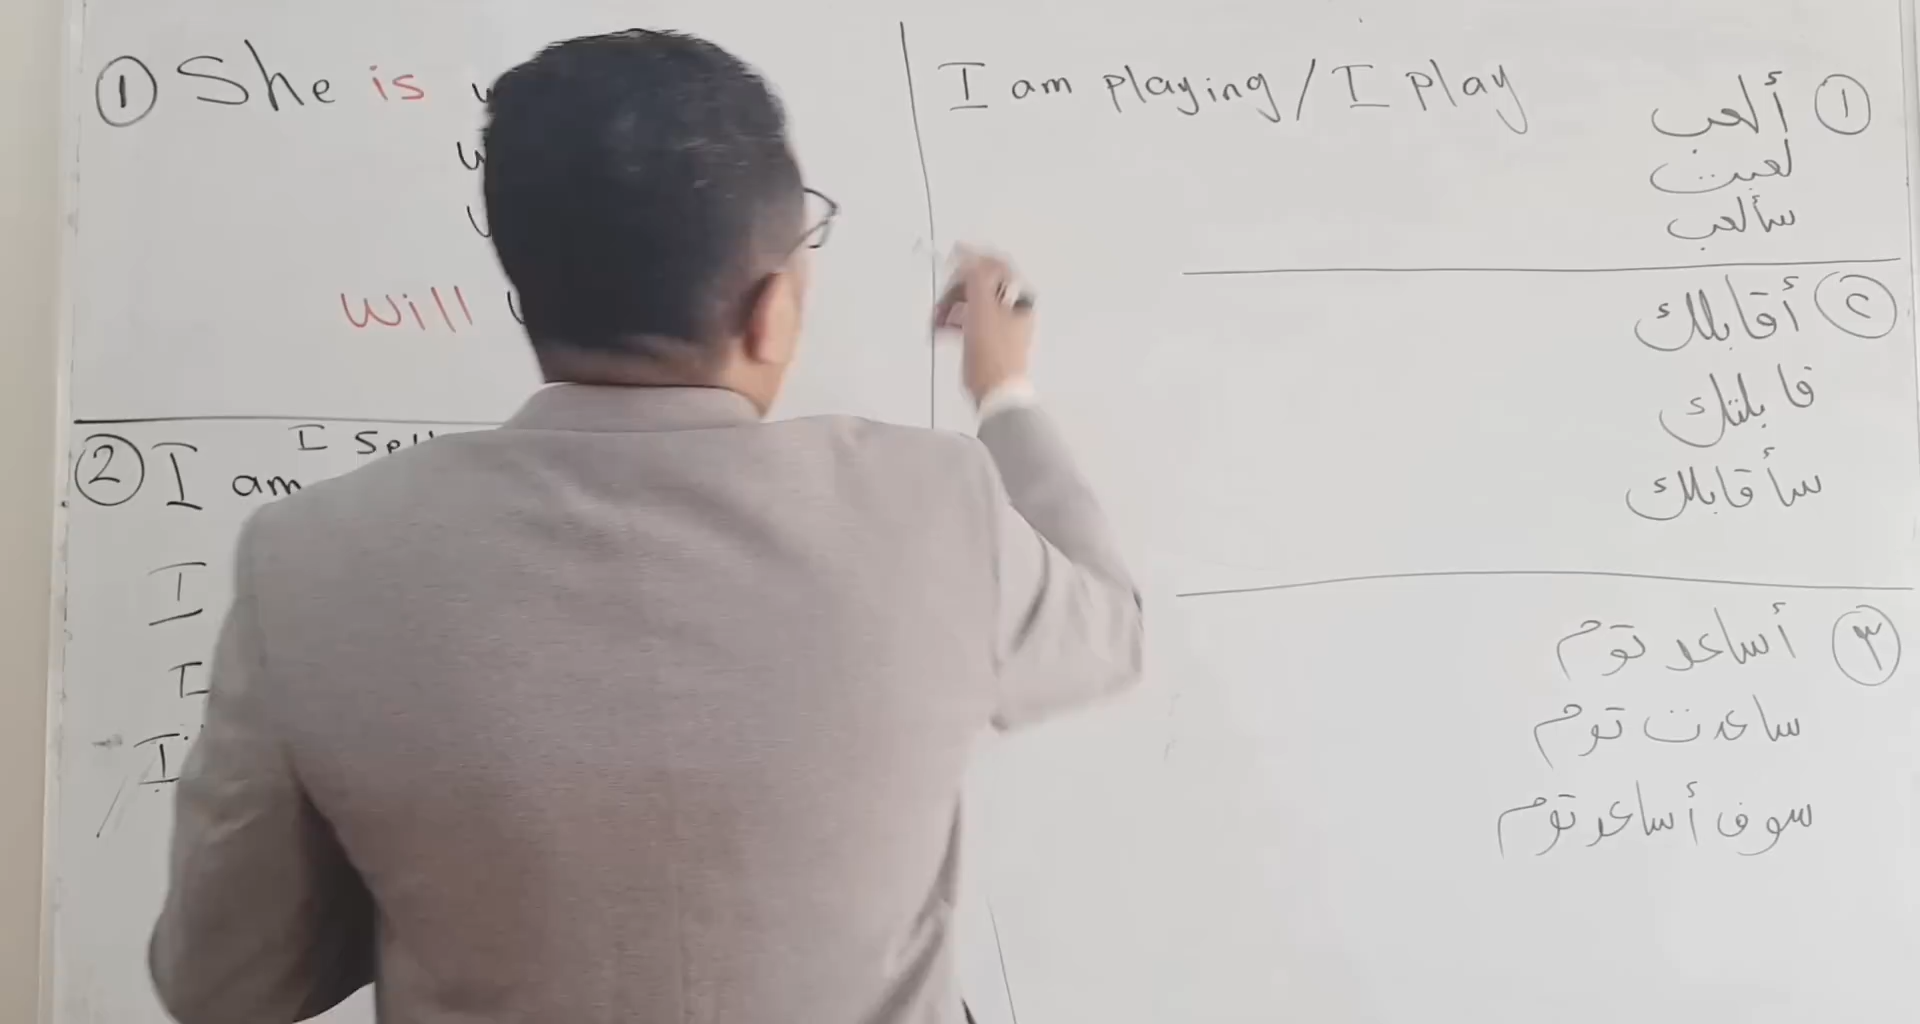 ① She is
will
② I am
I
I
I
I am playing / I play
① ألعب
لعبت
سألعب
② أقابلك
قابلتك
سأقابلك
③ أساعد توم
ساعدت توم
سوف أساعد توم